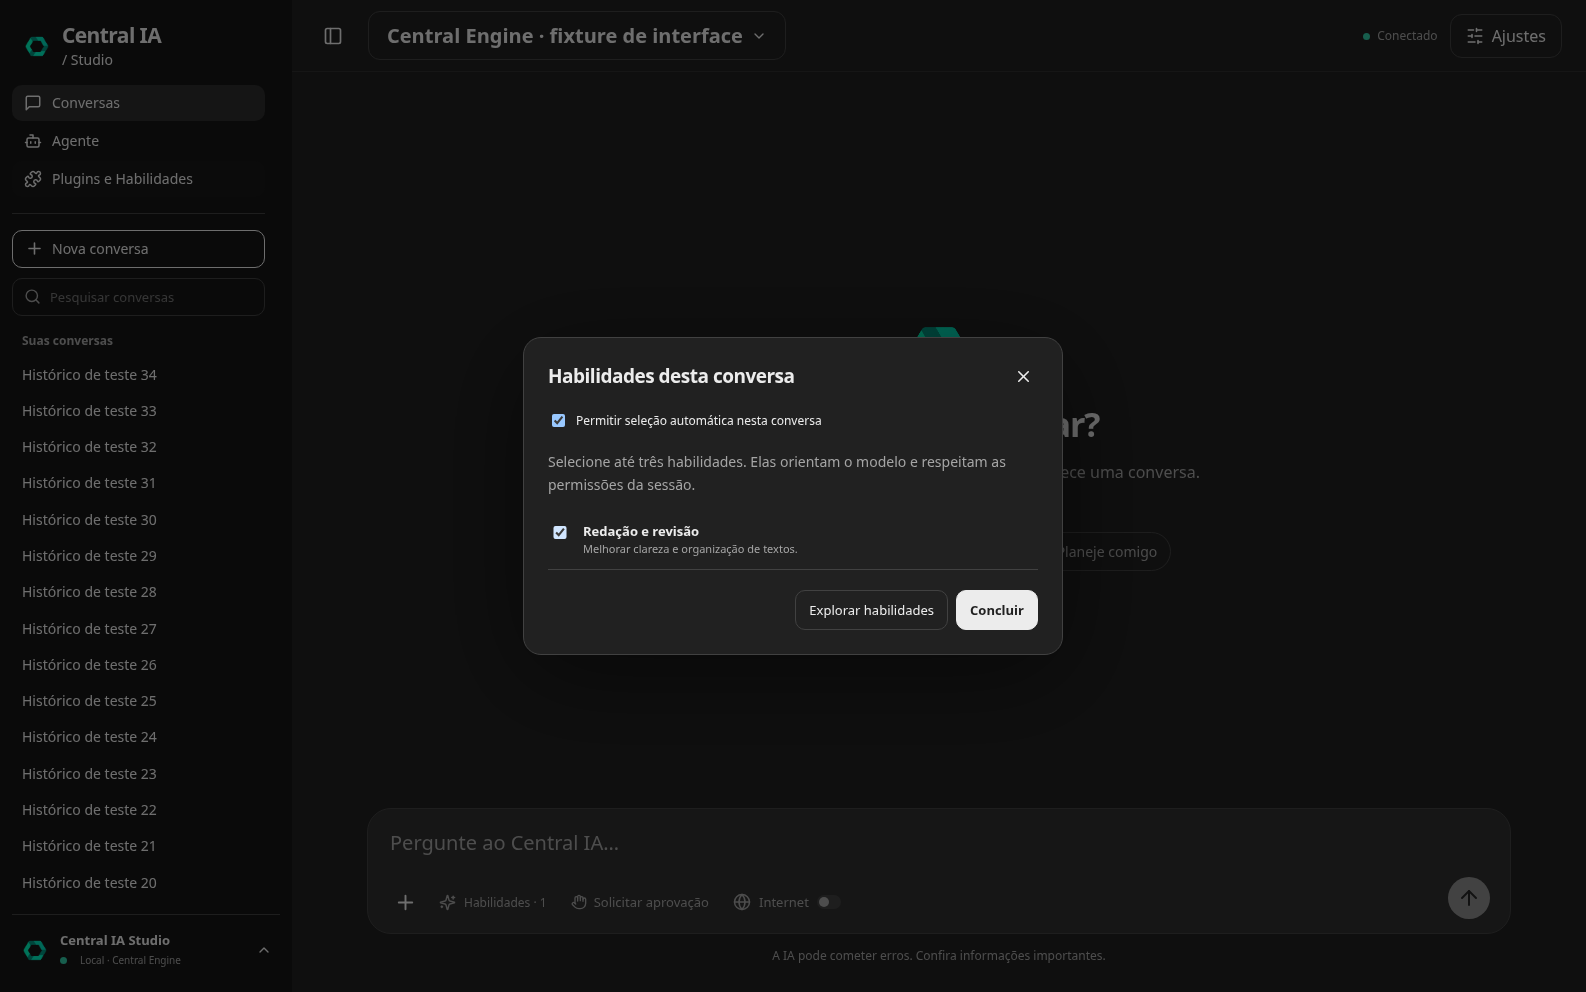 Central IA
/ Studio
Conversas
Agente
Plugins e Habilidades
Nova conversa
Pesquisar conversas
Suas conversas
Histórico de teste 34
Histórico de teste 33
Histórico de teste 32
Histórico de teste 31
Histórico de teste 30
Histórico de teste 29
Histórico de teste 28
Histórico de teste 27
Histórico de teste 26
Histórico de teste 25
Histórico de teste 24
Histórico de teste 23
Histórico de teste 22
Histórico de teste 21
Histórico de teste 20
Central IA Studio
Local · Central Engine
Central Engine · fixture de interface
Conectado
Ajustes
ar?
ece uma conversa.
laneje comigo
Habilidades desta conversa
Permitir seleção automática nesta conversa
Selecione até três habilidades. Elas orientam o modelo e respeitam as
permissões da sessão.
Redação e revisão
Melhorar clareza e organização de textos.
Explorar habilidades
Concluir
Pergunte ao Central IA...
Habilidades · 1
Solicitar aprovação
Internet
A IA pode cometer erros. Confira informações importantes.